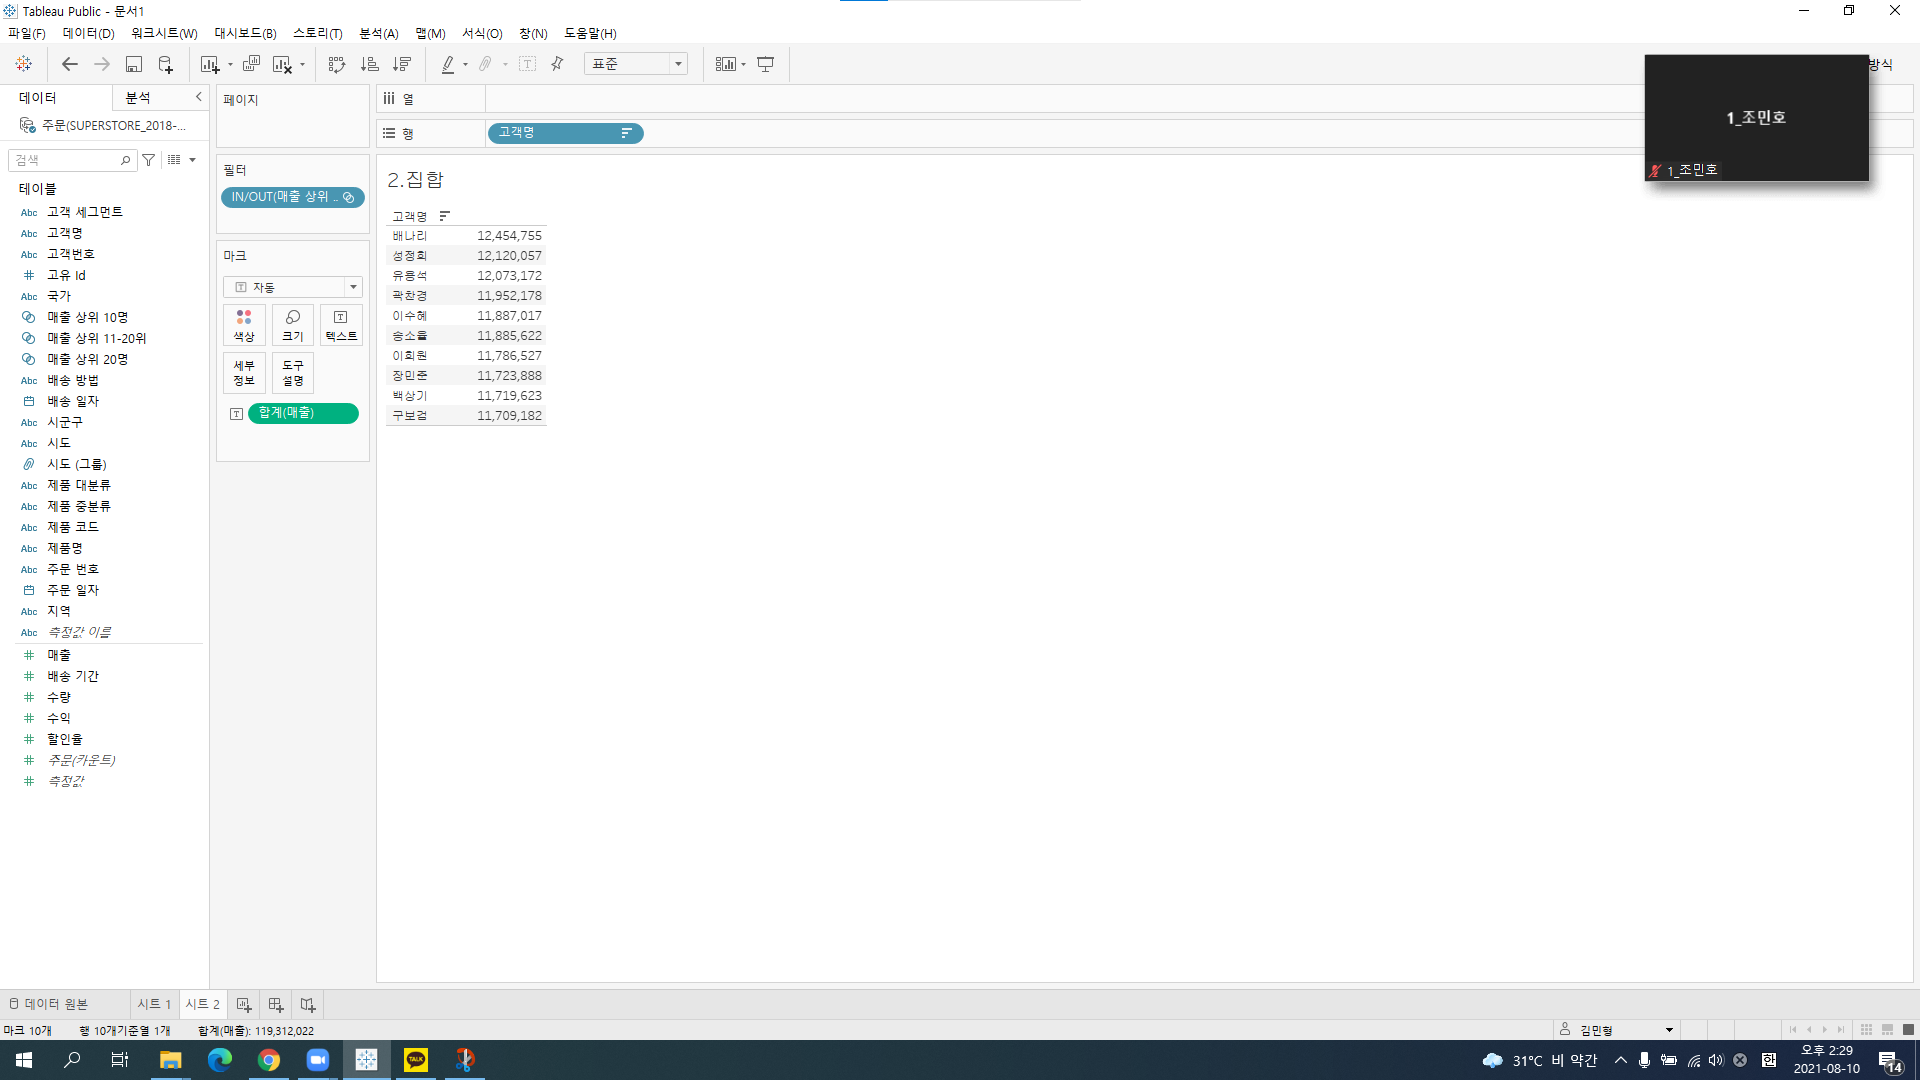 Tableau Public - 문서1
파일(F) 데이터(D) 워크시트(W) 대시보드(B) 스토리(T) 분석(A) 맵(M) 서식(O) 창(N) 도움말(H)
표준
방식
데이터 분석
주문(SUPERSTORE_2018-...
검색
테이블
Abc 고객 세그먼트
Abc 고객명
Abc 고객번호
# 고유 Id
국가
매출 상위 10명
매출 상위 11-20위
매출 상위 20명
Abc 배송 방법
배송 일자
Abc 시군구
Abc 시도
시도 (그룹)
Abc 제품 대분류
Abc 제품 중분류
Abc 제품 코드
Abc 제품명
Abc 주문 번호
주문 일자
Abc 지역
Abc 측정값 이름
# 매출
# 배송 기간
# 수량
# 수익
# 할인율
# 주문(카운트)
# 측정값
페이지
필터
IN/OUT(매출 상위 ..
마크
자동
색상 크기 텍스트
세부 정보
도구 설명
합계(매출)
열
행 고객명
2.집합
고객명
배나리 12,454,755
성정희 12,120,057
유용석 12,073,172
곽찬경 11,952,178
이수혜 11,887,017
송소율 11,885,622
이희원 11,786,527
장민준 11,723,888
백상기 11,719,623
구보검 11,709,182
1_조민호
1_조민호
데이터 원본 시트 1 시트 2
마크 10개 행 10개기준열 1개 합계(매출): 119,312,022
김민형
TALK
31°C 비 약간
한
오후 2:29
2021-08-10
14